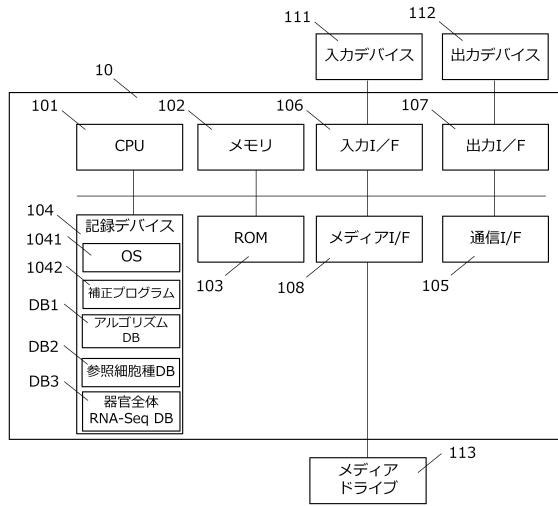 111
112
入力デバイス
出力デバイス
10
101
102
106
107
CPU
メモリ
入力I／F
出力I／F
104
記録デバイス
ROM
メディアI/F
通信I/F
1041
OS
103
108
105
1042
補正プログラム
DB1
アルゴリズム
DB
DB2
参照細胞種DB
DB3
器官全体
RNA-Seq DB
113
メディア
ドライブ